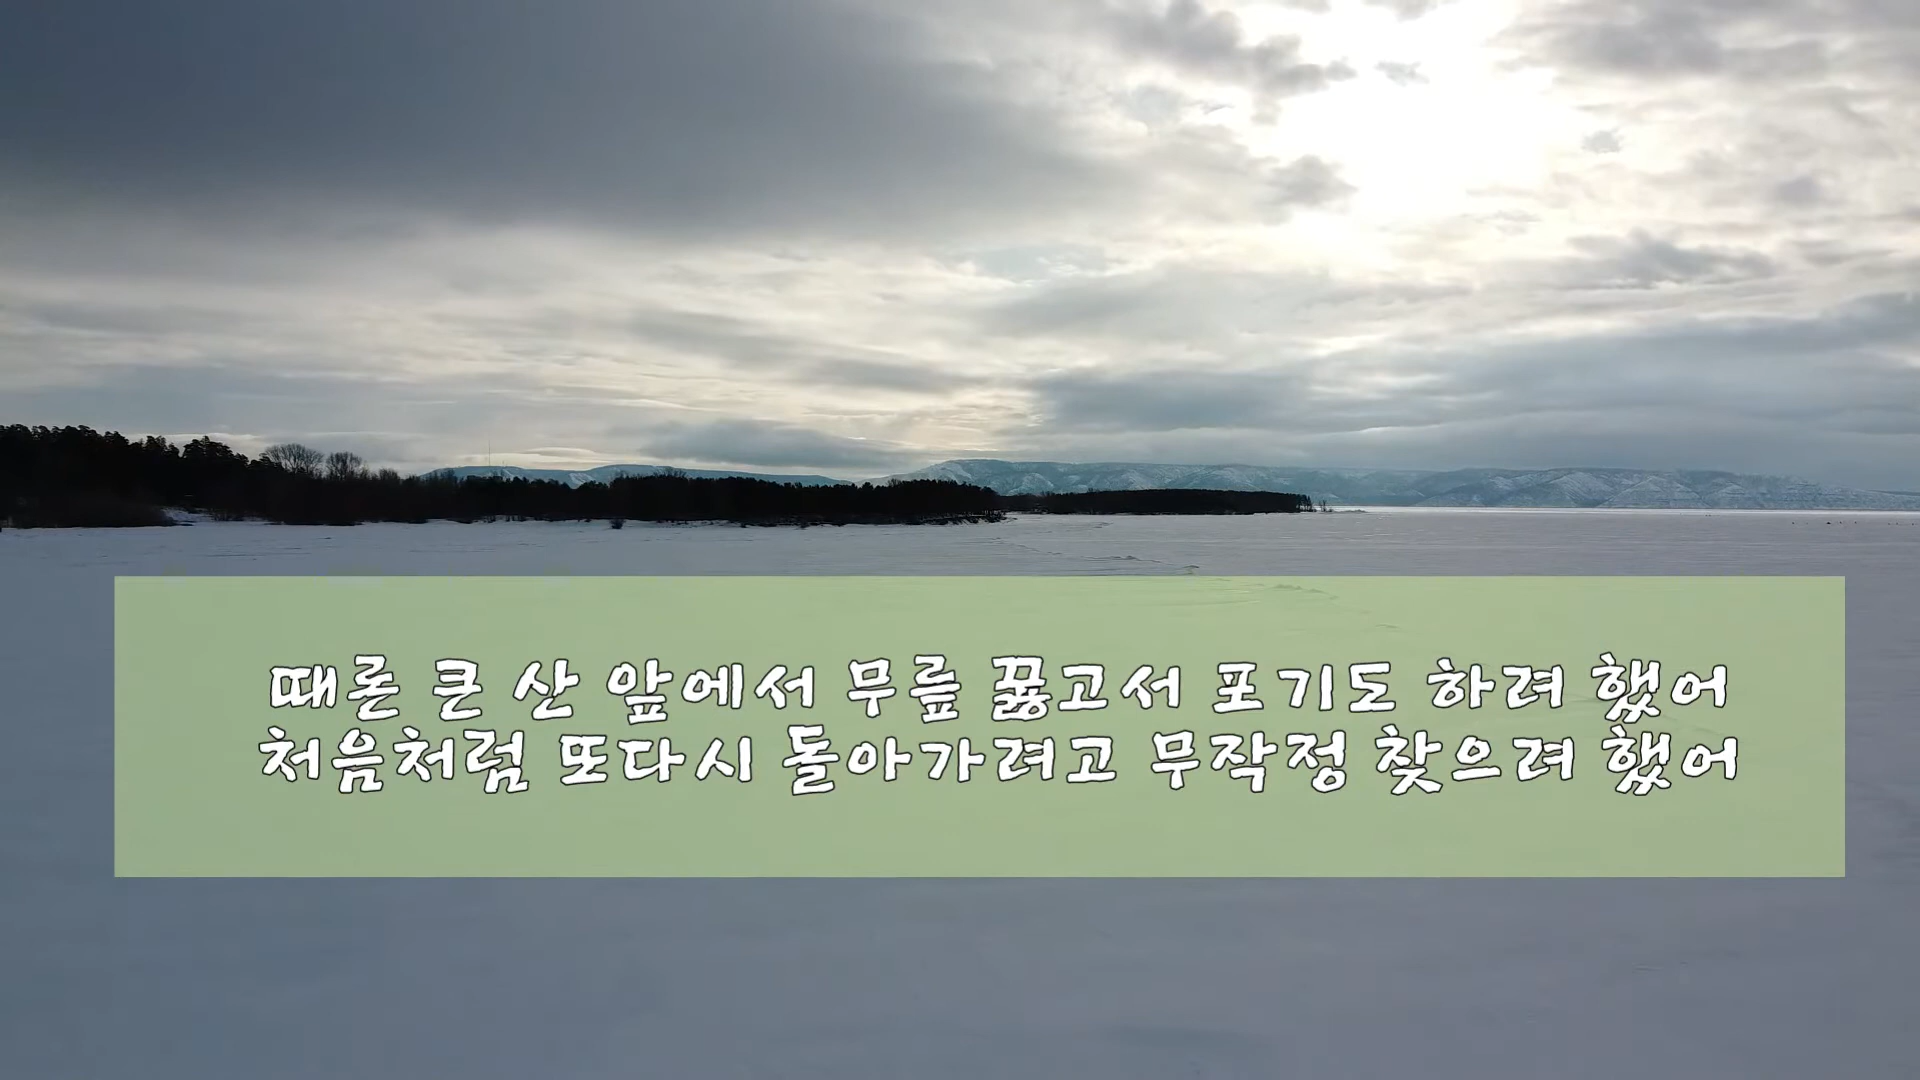 때론 큰 산 앞에서 무릎 꿇고서 포기도 하려 했어
처음처럼 또다시 돌아가려고 무작정 찾으려 했어